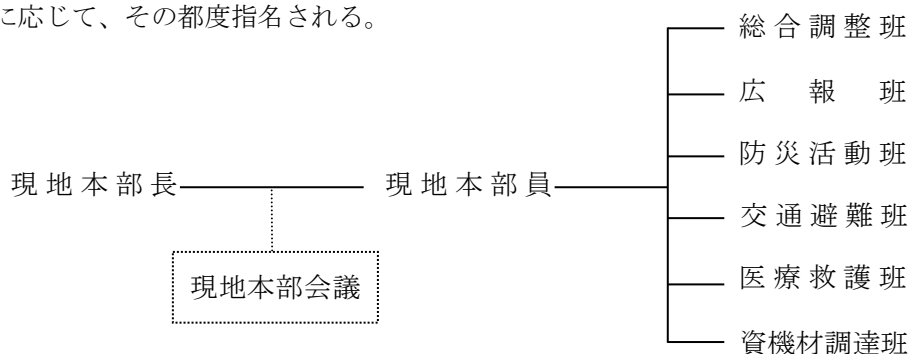 に応じて、その都度指名される。
総合調整班
広報班
防災活動班
現地本部長 現地本部員
交通避難班
現地本部会議
医療救護班
資機材調達班